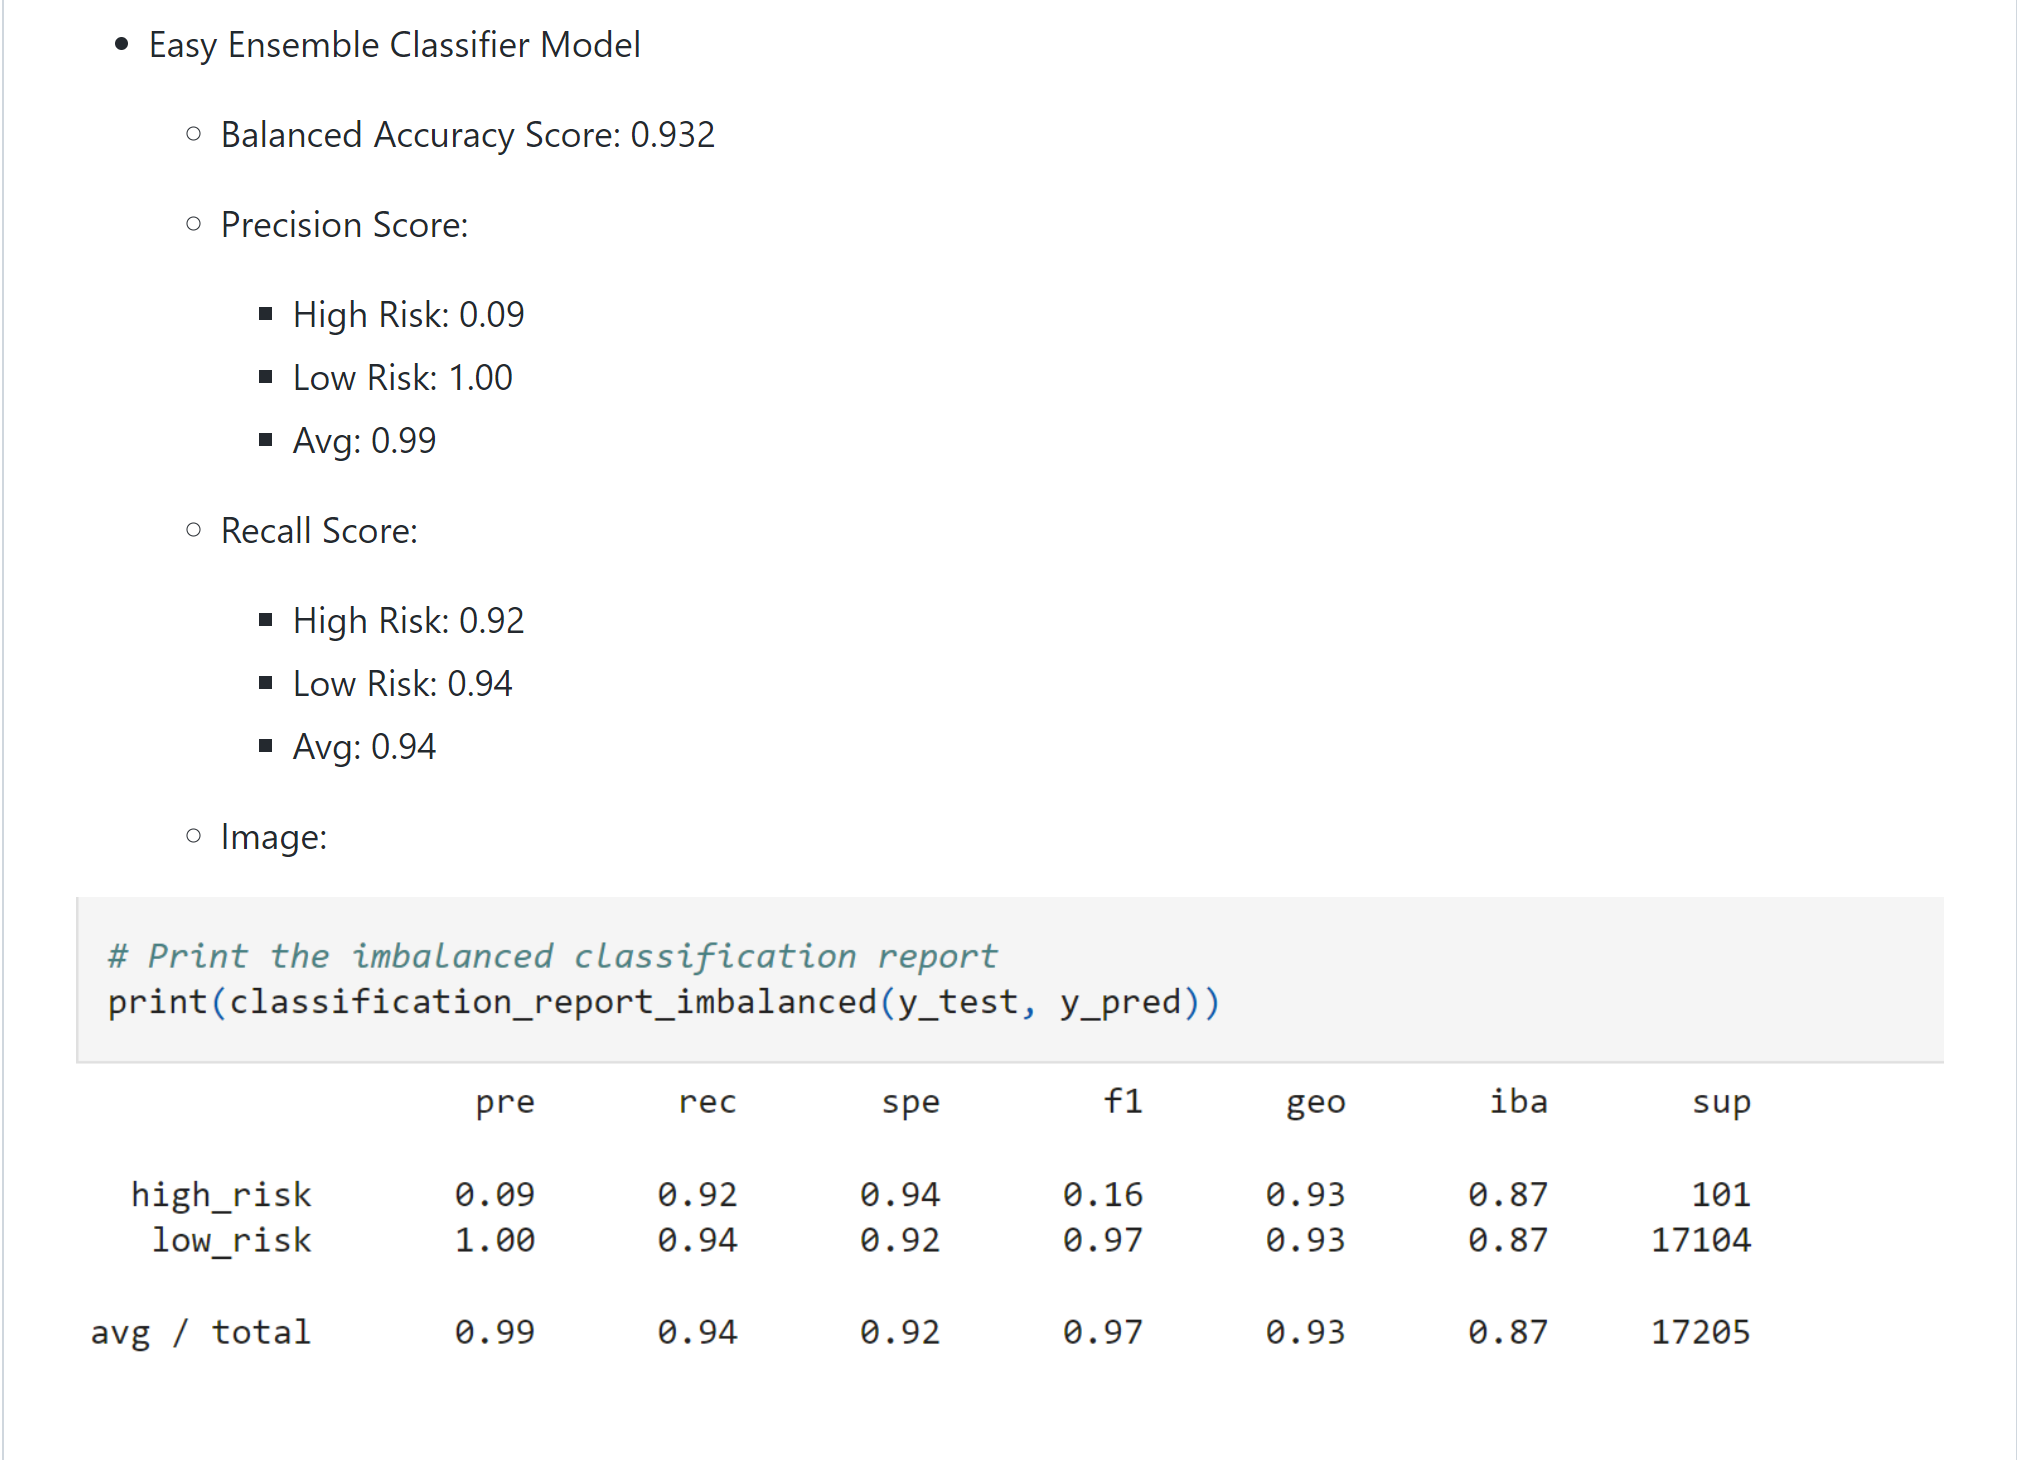 Easy Ensemble Classifier Model
Balanced Accuracy Score: 0.932
Precision Score:
High Risk: 0.09
Low Risk: 1.00
Avg: 0.99
Recall Score:
High Risk: 0.92
Low Risk: 0.94
Avg: 0.94
Image:
# Print the imbalanced classification report
print(classification_report_imbalanced(y_test, y_pred))
pre rec spe f1 geo iba sup
high_risk 0.09 0.92 0.94 0.16 0.93 0.87 101
low_risk 1.00 0.94 0.92 0.97 0.93 0.87 17104
avg / total 0.99 0.94 0.92 0.97 0.93 0.87 17205